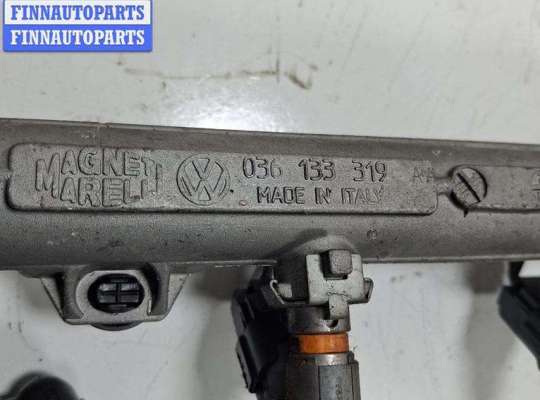 FINNAUTOPARTS
FINNAUTOPARTS
MAGNETI
MARELLI
036 133 319
MADE IN ITALY